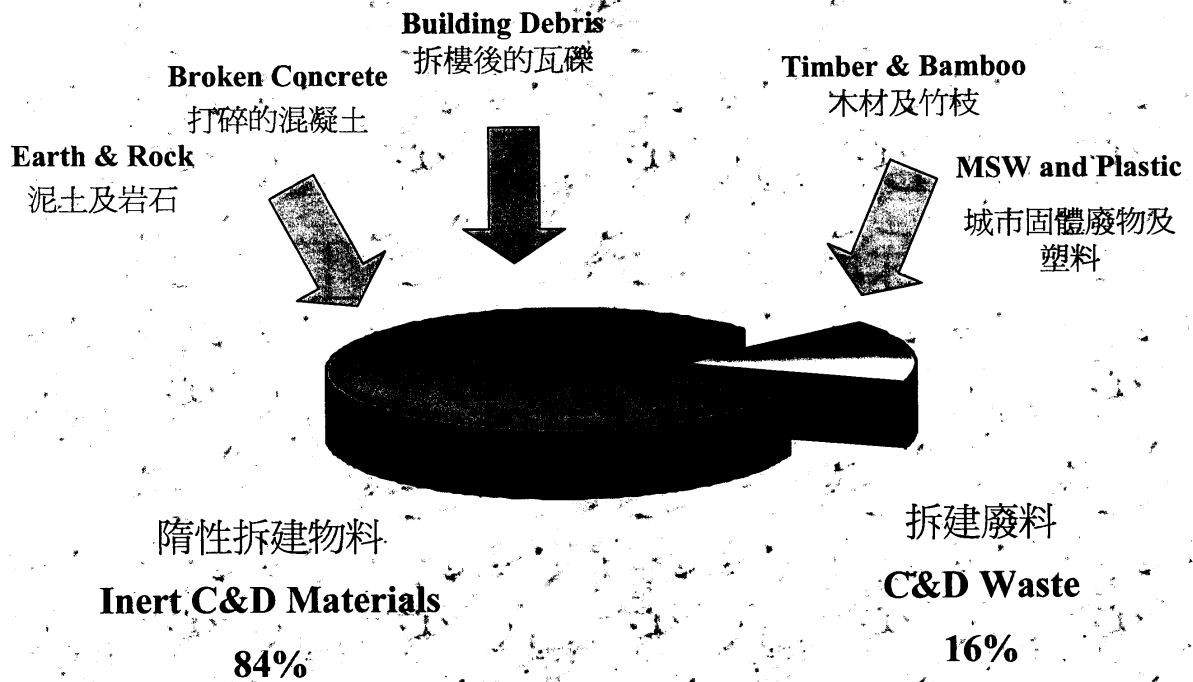 Building Debris
拆樓後的瓦礫
Broken Concrete
打碎的混凝土
Earth & Rock
泥土及岩石
Timber & Bamboo
木材及竹枝
MSW and Plastic
城市固體廢物及
塑料
隋性拆建物料
Inert C&D Materials
84%
拆建廢料
C&D Waste
16%